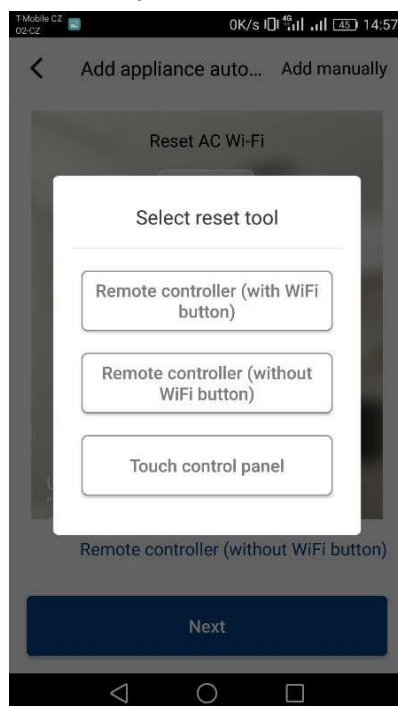 T-Mobile CZ
02-CZ
0K/s 4G 45 14:57
Add appliance auto... Add manually
Reset AC Wi-Fi
Select reset tool
Remote controller (with WiFi
button)
Remote controller (without
WiFi button)
Touch control panel
Remote controller (without WiFi button)
Next